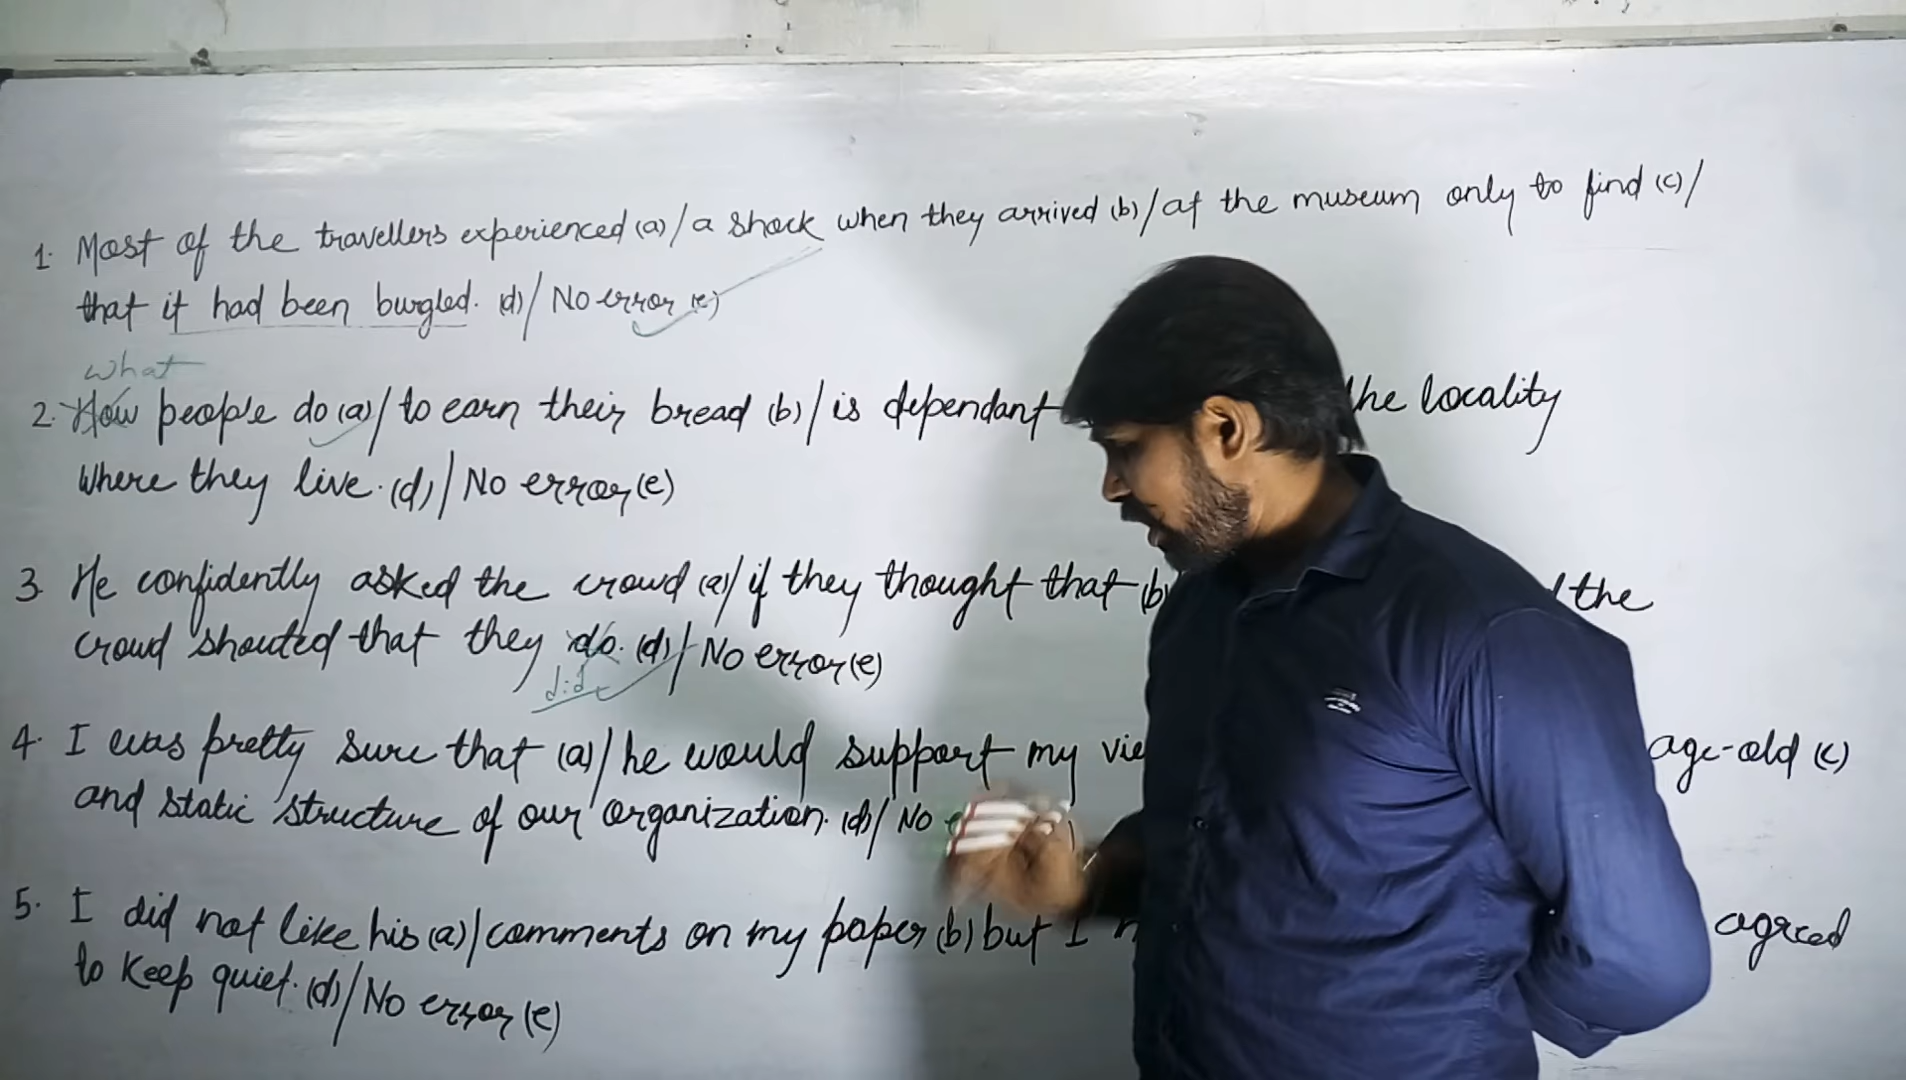 1. Most of the travellers experienced (a)/ a shock when they arrived (b)/ at the museum only to find (c)/
that it had been burgled. (d)/ No error (e)
What
2. How people do (a)/ to earn their bread (b)/ is dependant the locality
where they live. (d)/ No error (e)
3. He confidently asked the crowd (a)/ if they thought that (b) the
crowd shouted that they do. (d)/ No error (e)
did
4. I was pretty sure that (a)/ he would support my age-old (c)
and static structure of our organization. (d)/ No
5. I did not like his (a)/ comments on my paper (b) but I agreed
to keep quiet. (d)/ No error (e)